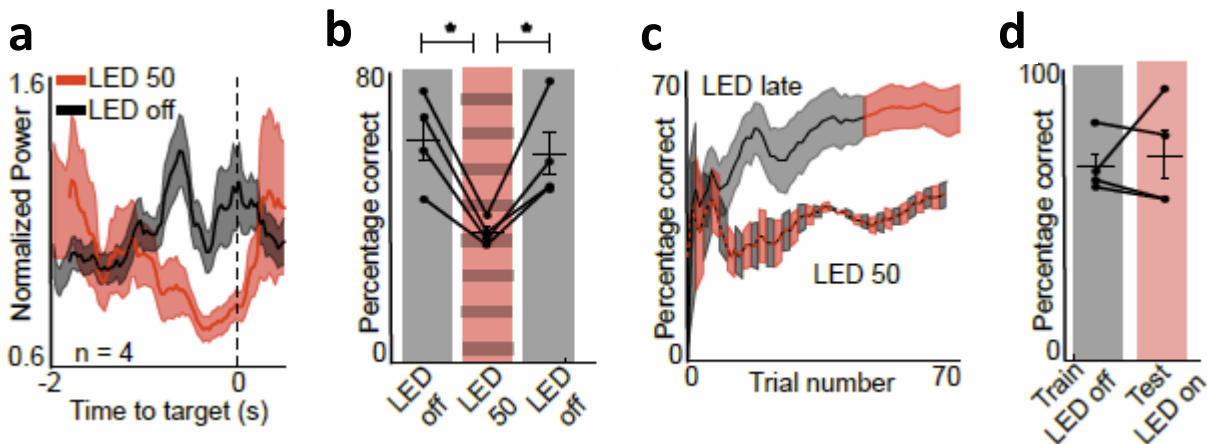 a
LED 50
LED off
1.6
0.6
Normalized Power
n = 4
-2
0
Time to target (s)
b
*
*
80
0
Percentage correct
LED off
LED 50
LED off
c
70
0
Percentage correct
LED late
LED 50
0
70
Trial number
d
100
0
Percentage correct
Train
LED off
Test
LED on